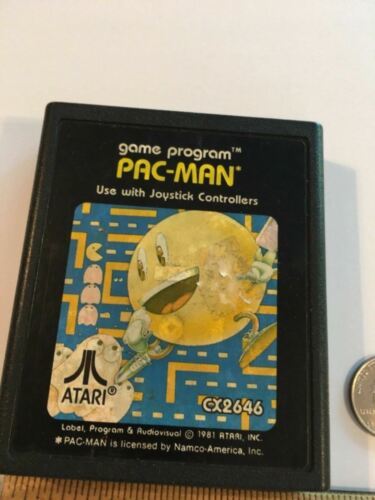 game program™
PAC-MAN*
Use with Joystick Controllers
ATARI®
CX2646
Label, Program & Audiovisual Ⓒ 1981 ATARI, INC.
* PAC-MAN is licensed by Namco-America, Inc.